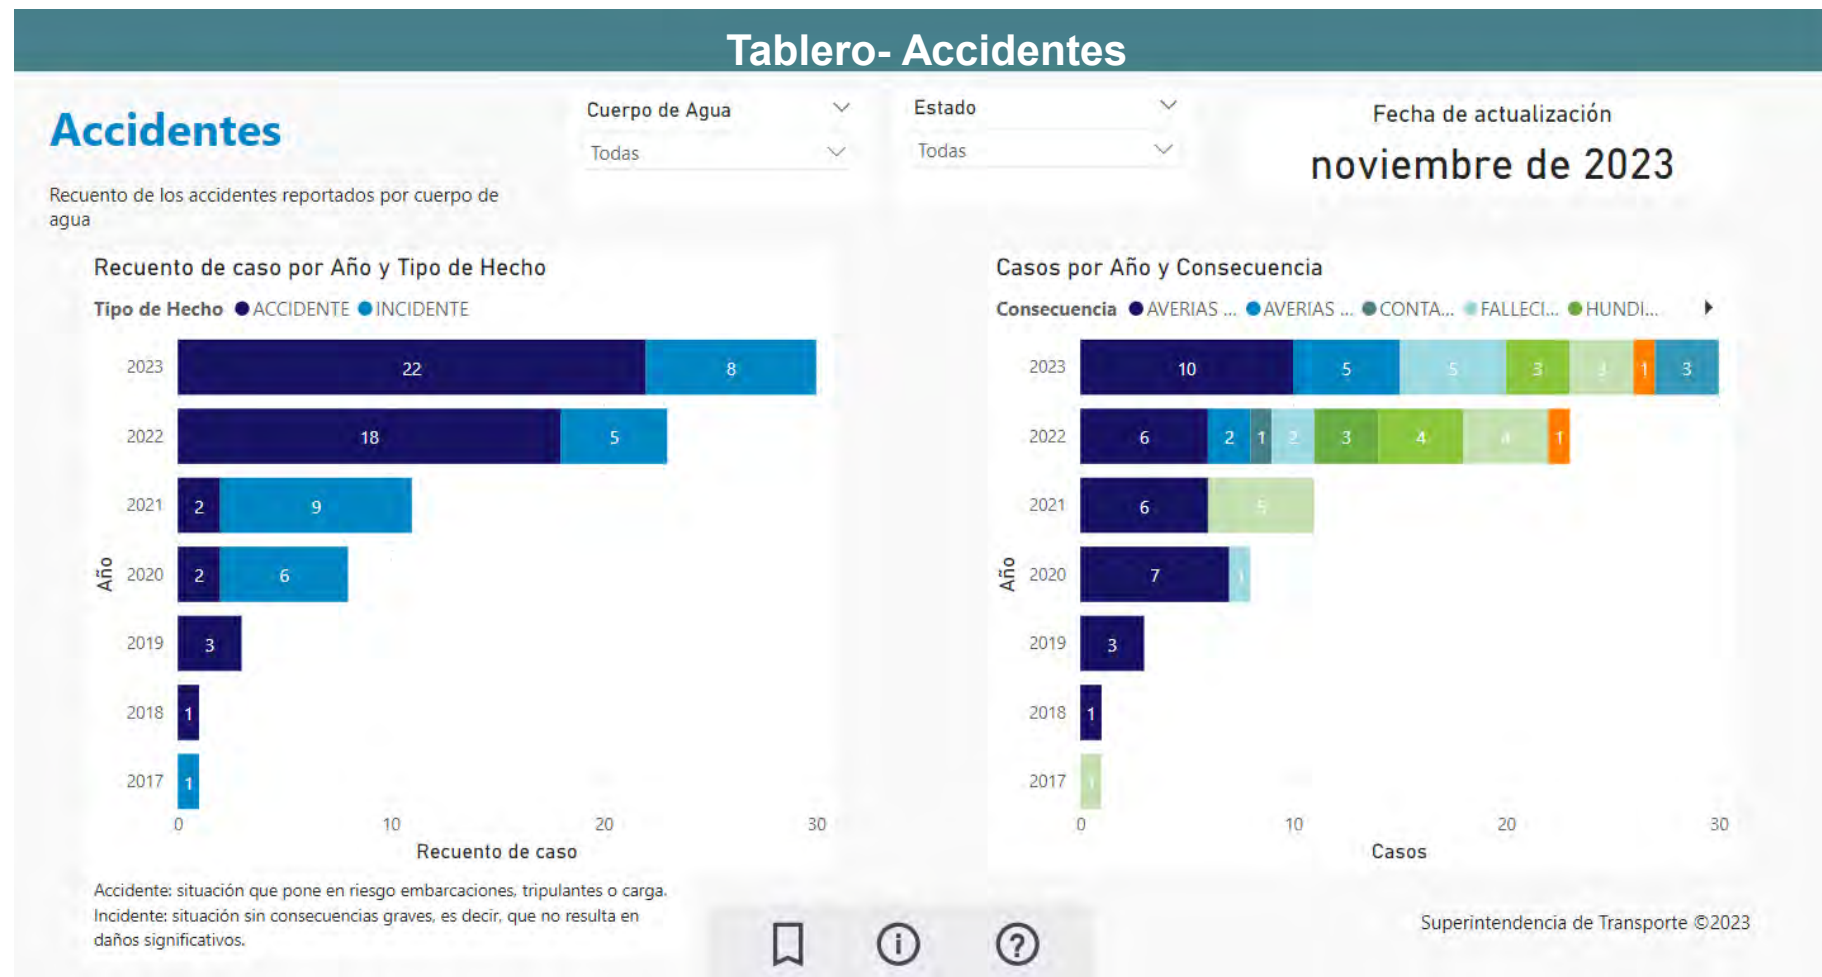 Tablero- Accidentes
Accidentes
Recuento de los accidentes reportados por cuerpo de
agua
Cuerpo de Agua
Todas
Estado
Todas
Fecha de actualización
noviembre de 2023
Recuento de caso por Año y Tipo de Hecho
Tipo de Hecho ACCIDENTE INCIDENTE
2023 22 8
2022 18 5
2021 2 9
2020 2 6
2019 3
2018 1
2017 1
Año
0 10 20 30
Recuento de caso
Accidente: situación que pone en riesgo embarcaciones, tripulantes o carga.
Incidente: situación sin consecuencias graves, es decir, que no resulta en
daños significativos.
Casos por Año y Consecuencia
Consecuencia AVERIAS ... AVERIAS ... CONTA... FALLECI... HUNDI...
2023 10 5 5 3 3 1 3
2022 6 2 1 2 3 4 4 1
2021 6 5
2020 7 1
2019 3
2018 1
2017 1
Año
0 10 20 30
Casos
Superintendencia de Transporte ©2023